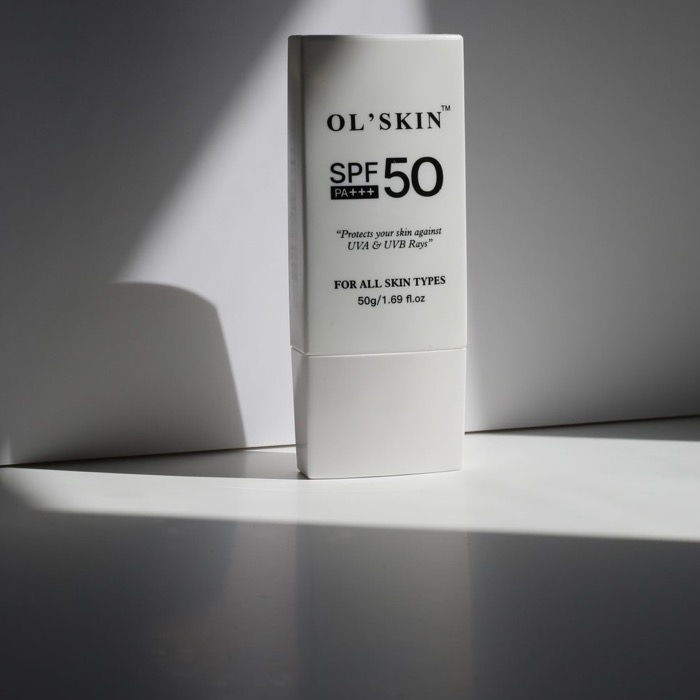 OL'SKIN™
SPF 50
PA+++
“Protects your skin against
UVA & UVB Rays”
FOR ALL SKIN TYPES
50g/1.69 fl.oz